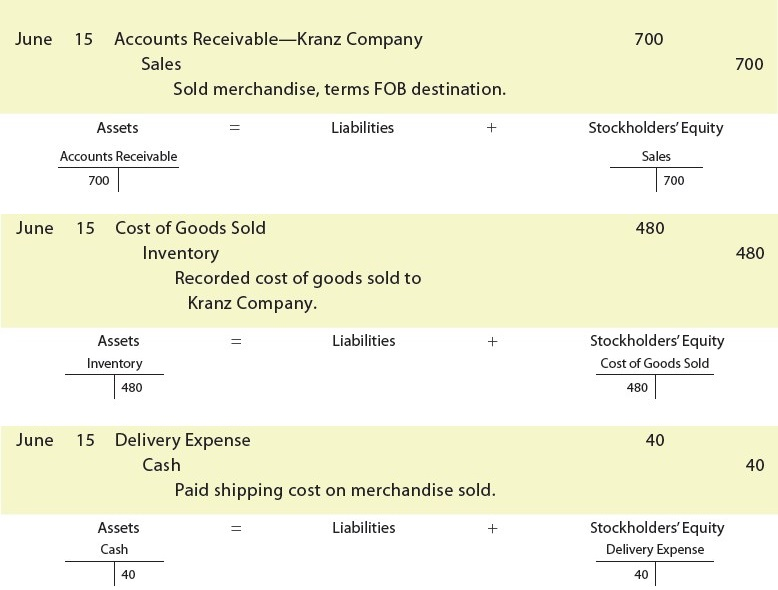 June 15 Accounts Receivable—Kranz Company 700
Sales 700
Sold merchandise, terms FOB destination.
Assets = Liabilities + Stockholders' Equity
Accounts Receivable Sales
700 700
June 15 Cost of Goods Sold 480
Inventory 480
Recorded cost of goods sold to
Kranz Company.
Assets = Liabilities + Stockholders' Equity
Inventory Cost of Goods Sold
480 480
June 15 Delivery Expense 40
Cash 40
Paid shipping cost on merchandise sold.
Assets = Liabilities + Stockholders' Equity
Cash Delivery Expense
40 40